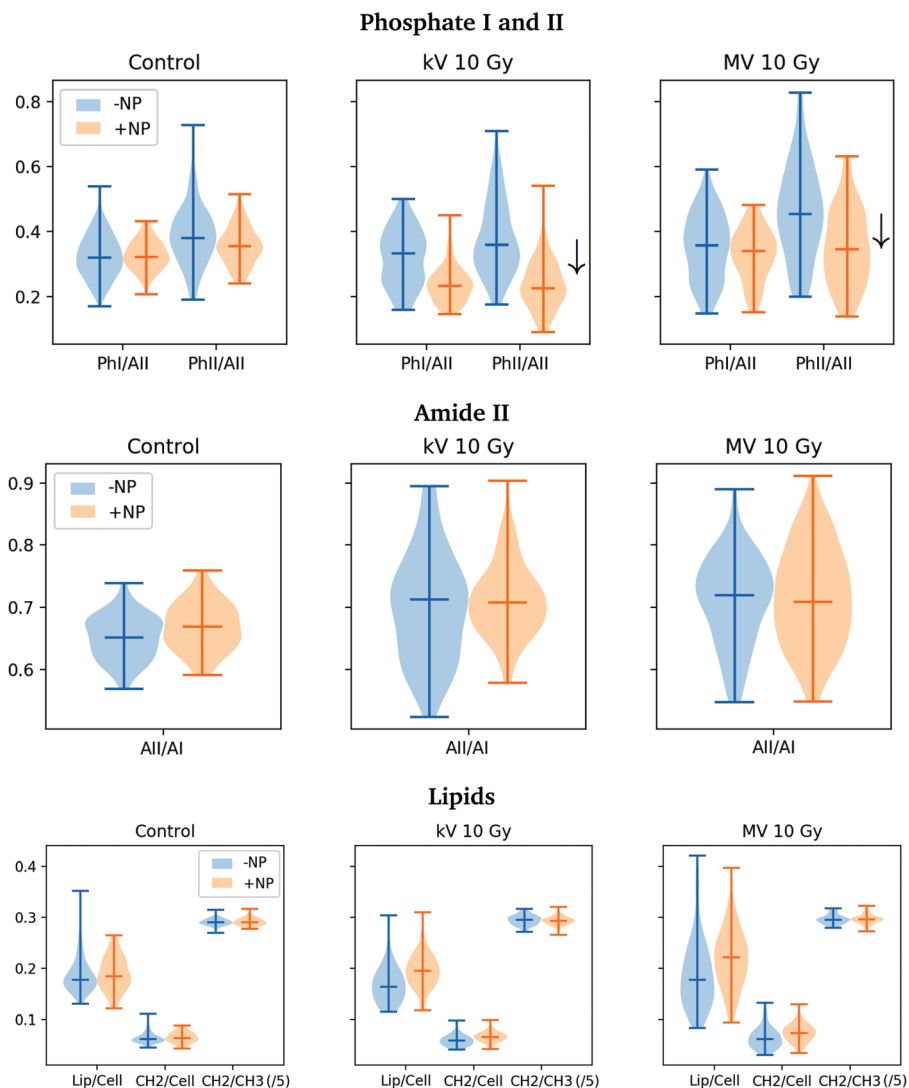 Phosphate I and II
Control
kV 10 Gy
MV 10 Gy
-NP
+NP
0.8
0.6
0.4
0.2
PhI/AII
PhII/AII
PhI/AII
PhII/AII
PhI/AII
PhII/AII
Amide II
Control
kV 10 Gy
MV 10 Gy
-NP
+NP
0.9
0.8
0.7
0.6
AII/AI
AII/AI
AII/AI
Lipids
Control
kV 10 Gy
MV 10 Gy
-NP
+NP
0.4
0.3
0.2
0.1
Lip/Cell
CH2/Cell
CH2/CH3 (/5)
Lip/Cell
CH2/Cell
CH2/CH3 (/5)
Lip/Cell
CH2/Cell
CH2/CH3 (/5)